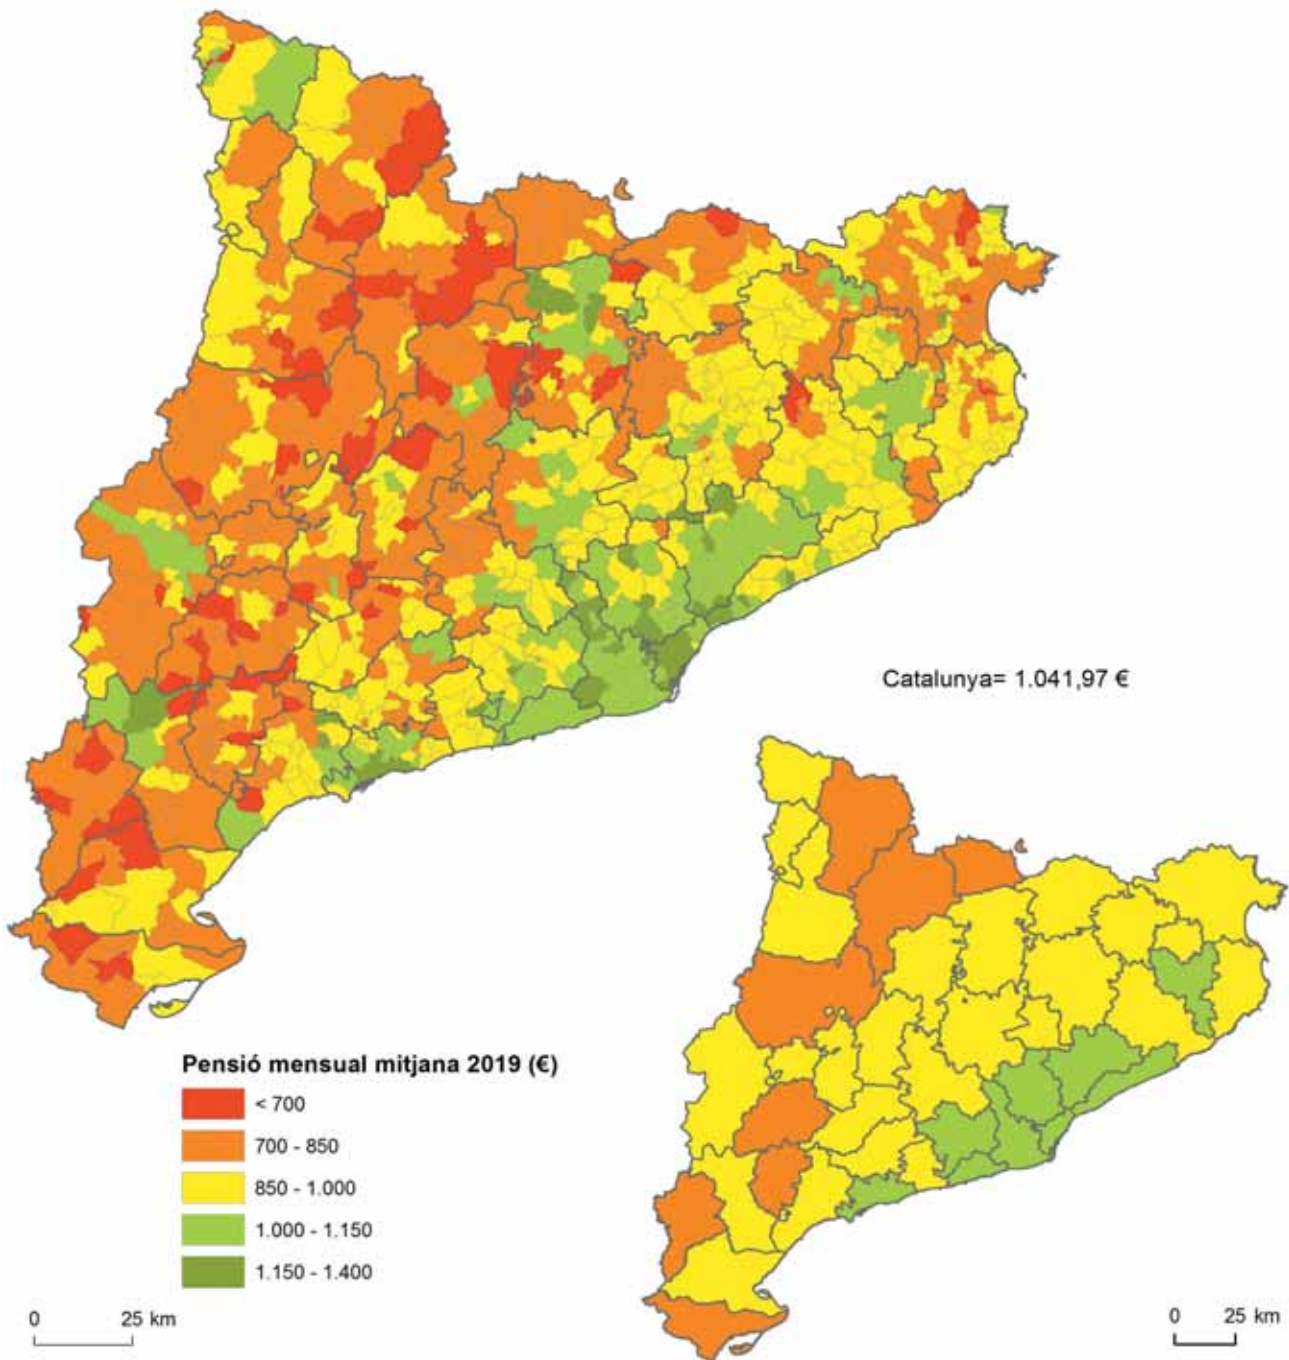 Catalunya= 1.041,97 €
Pensió mensual mitjana 2019 (€)
< 700
700 - 850
850 - 1.000
1.000 - 1.150
1.150 - 1.400
0 25 km
0 25 km